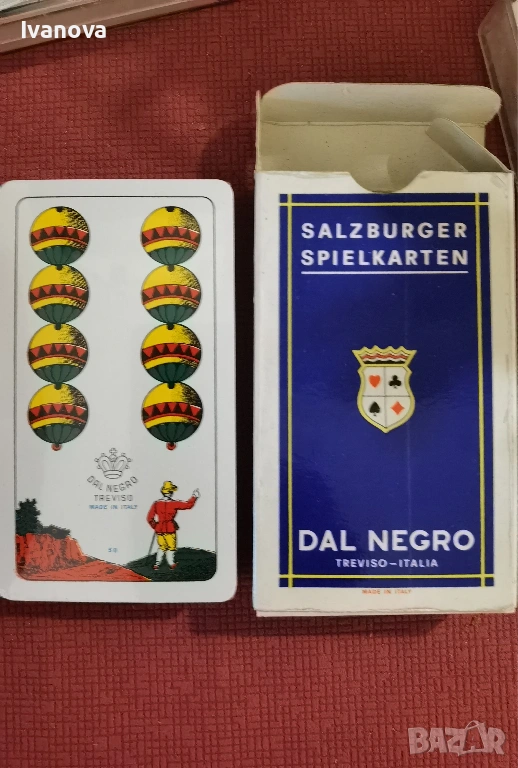 Ivanova
SALZBURGER
SPIELKARTEN
DAL NEGRO
TREVISO
MADE IN ITALY
DAL NEGRO
TREVISO-ITALIA
MADE IN ITALY
BAZAR